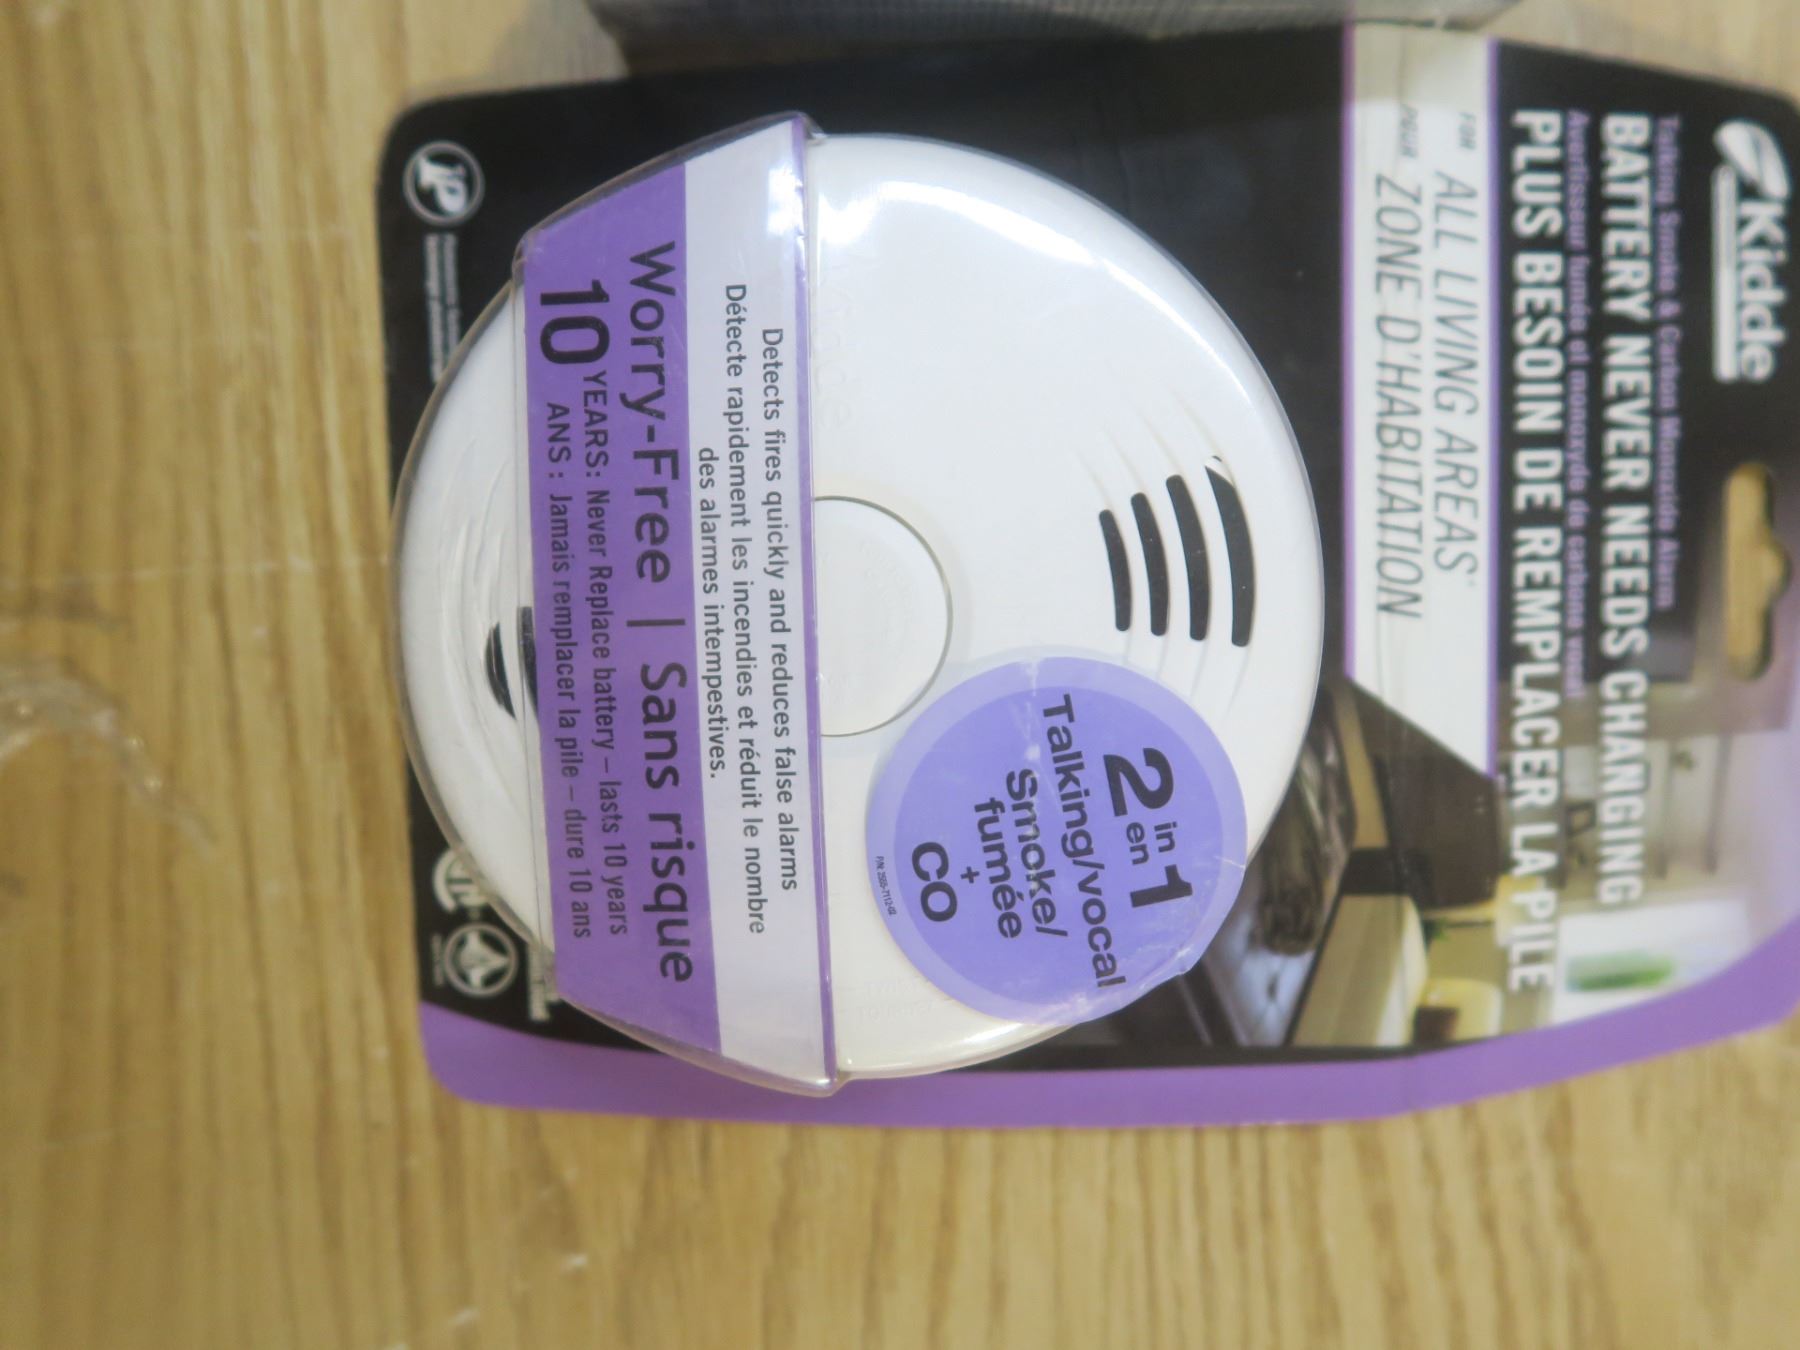 Kidde
Talking Smoke & Carbon Monoxide Alarm
BATTERY NEVER NEEDS CHANGING
Avertisseur fumée et monoxyde de carbone vocal
PLUS BESOIN DE REMPLACER LA PILE
FOR ALL LIVING AREAS*
POUR ZONE D'HABITATION
2 in en 1
Talking/vocal
Smoke/
fumée
+
CO
P/N 2580-7112-02
Kidde
Detects fires quickly and reduces false alarms
Détecte rapidement les incendies et réduit le nombre
des alarmes intempestives.
Worry-Free | Sans risque
10 YEARS: Never Replace battery – lasts 10 years
ANS : Jamais remplacer la pile – dure 10 ans